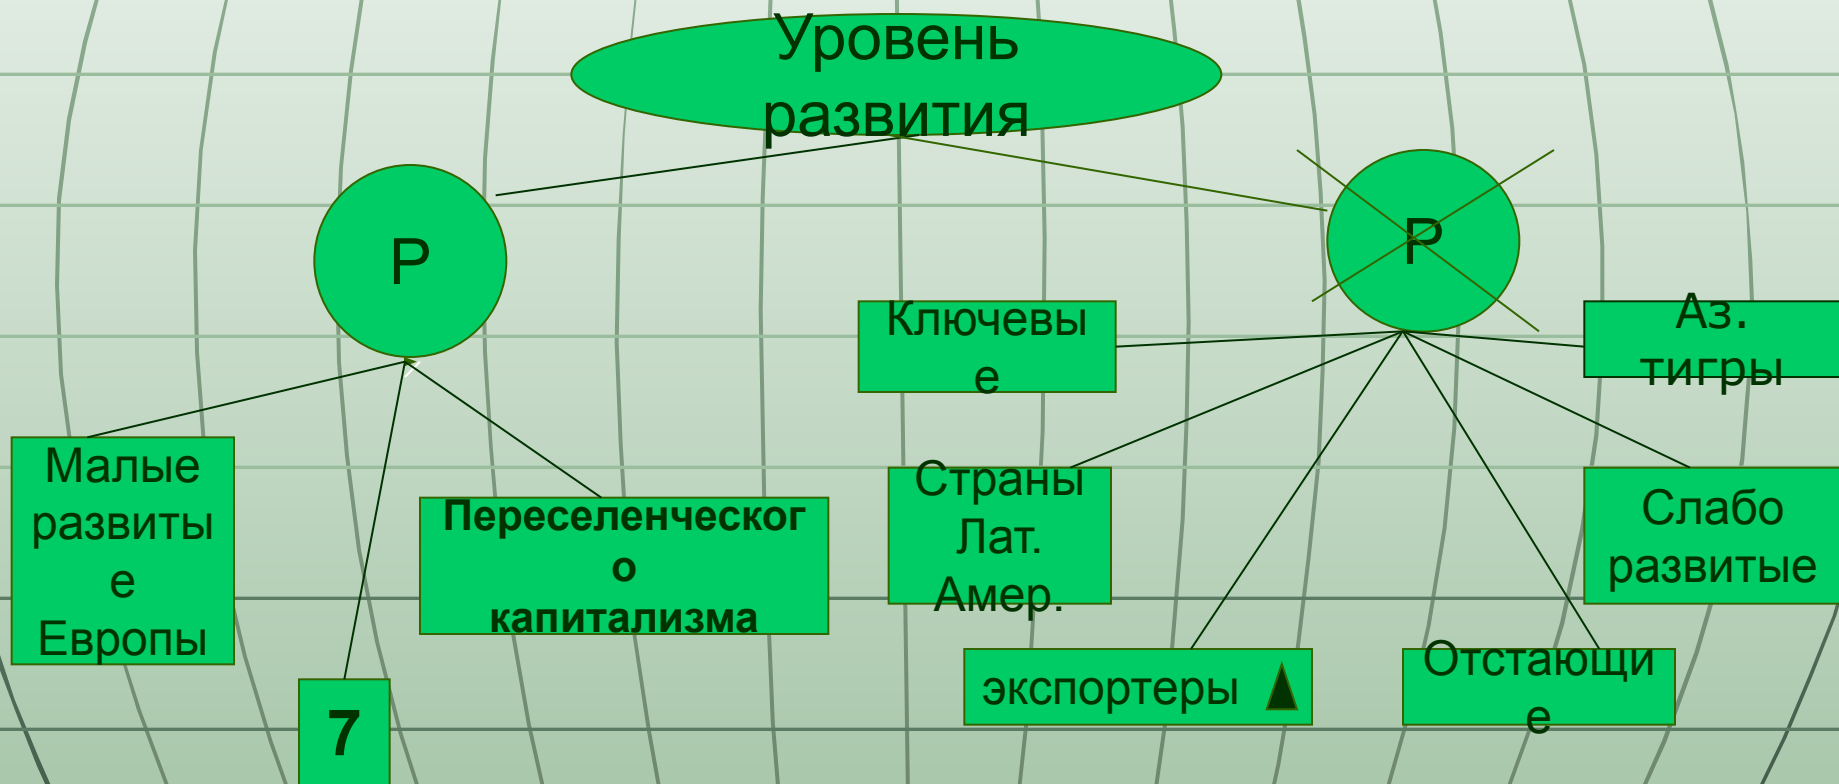 Уровень
развития
Р
Р
Ключевы
е
Аз.
тигры
Малые
развиты
е
Европы
Переселенческог
о
капитализма
Страны
Лат.
Амер.
Слабо
развитые
экспортеры
Отстающи
е
7